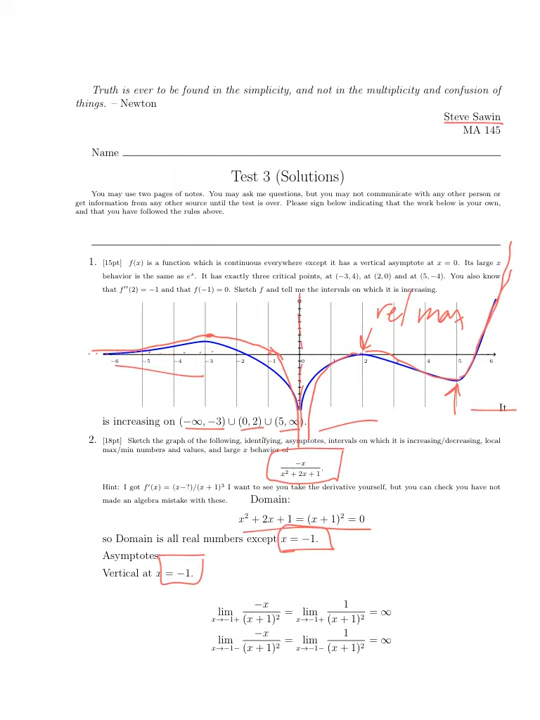 Truth is ever to be found in the simplicity, and not in the multiplicity and confusion of
things. – Newton
Steve Sawin
MA 145
Name
Test 3 (Solutions)
You may use two pages of notes. You may ask me questions, but you may not communicate with any other person or
get information from any other source until the test is over. Please sign below indicating that the work below is your own,
and that you have followed the rules above.
1. [15pt] f(x) is a function which is continuous everywhere except it has a vertical asymptote at x = 0. Its large x
behavior is the same as eˣ. It has exactly three critical points, at (−3, 4), at (2, 0) and at (5, −4). You also know
that f′′(2) = −1 and that f(−1) = 0. Sketch f and tell me the intervals on which it is increasing.
rel max
−6 −5 −4 −3 −2 −1 0 1 2 3 4 5 6
It
is increasing on (−∞, −3) ∪ (0, 2) ∪ (5, ∞).
2. [18pt] Sketch the graph of the following, identifying, asymptotes, intervals on which it is increasing/decreasing, local
max/min numbers and values, and large x behavior of
−x
x² + 2x + 1.
Hint: I got f′(x) = (x−?)/(x + 1)³ I want to see you take the derivative yourself, but you can check you have not
made an algebra mistake with these.
Domain:
x² + 2x + 1 = (x + 1)² = 0
so Domain is all real numbers except x = −1.
Asymptotes
Vertical at x = −1.
lim x→−1+ −x/(x + 1)² = lim x→−1+ 1/(x + 1)² = ∞
lim x→−1− −x/(x + 1)² = lim x→−1− 1/(x + 1)² = ∞